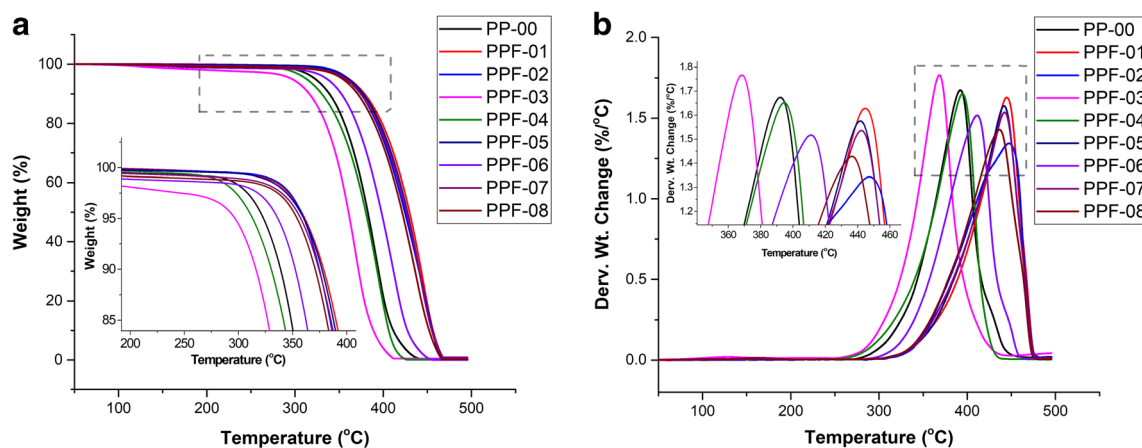 a
PP-00
PPF-01
PPF-02
PPF-03
PPF-04
PPF-05
PPF-06
PPF-07
PPF-08
100
80
60
40
20
0
Weight (%)
100
200
300
400
500
Temperature (°C)
100
95
90
85
Weight (%)
200
250
300
350
400
Temperature (°C)
b
PP-00
PPF-01
PPF-02
PPF-03
PPF-04
PPF-05
PPF-06
PPF-07
PPF-08
2.0
1.5
1.0
0.5
0.0
Derv. Wt. Change (%/°C)
100
200
300
400
500
Temperature (°C)
1.8
1.7
1.6
1.5
1.4
1.3
1.2
Derv. Wt. Change (%/°C)
360
380
400
420
440
460
Temperature (°C)